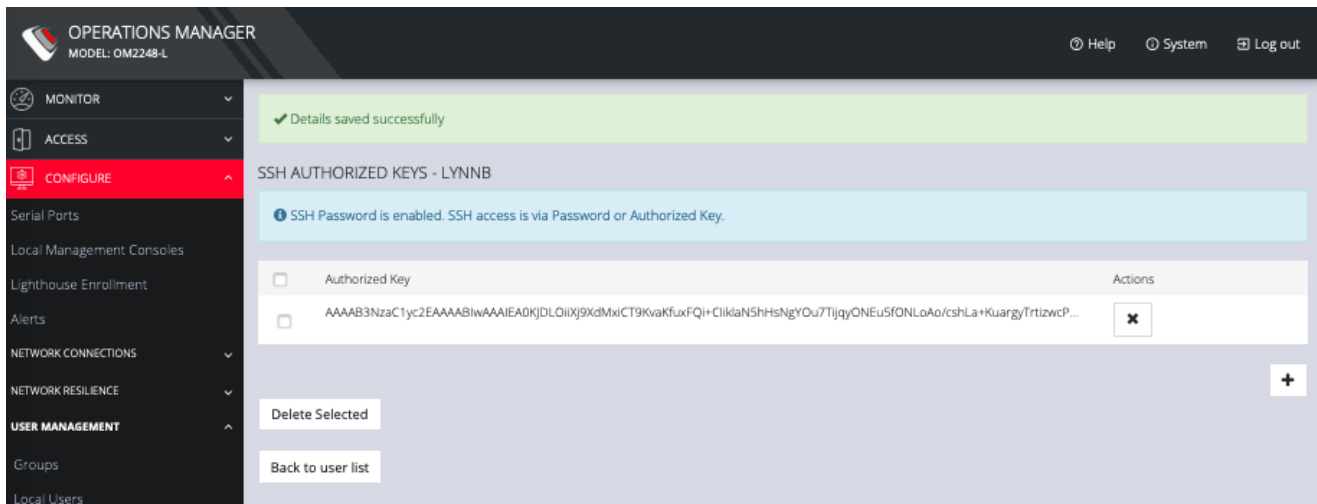 OPERATIONS MANAGER
MODEL: OM2248-L
Help
System
Log out
MONITOR
ACCESS
CONFIGURE
Serial Ports
Local Management Consoles
Lighthouse Enrollment
Alerts
NETWORK CONNECTIONS
NETWORK RESILIENCE
USER MANAGEMENT
Groups
Local Users
Details saved successfully
SSH AUTHORIZED KEYS - LYNNB
SSH Password is enabled. SSH access is via Password or Authorized Key.
Authorized Key Actions
AAAAB3NzaC1yc2EAAAABIwAAAIEA0KJDLOiiXj9XdMxiCT9KvaKfuxFQi+CIiklaN5hHsNgYOu7TijqyONEu5fONLoAo/cshLa+KuargyTrtizwcP...
Delete Selected
Back to user list